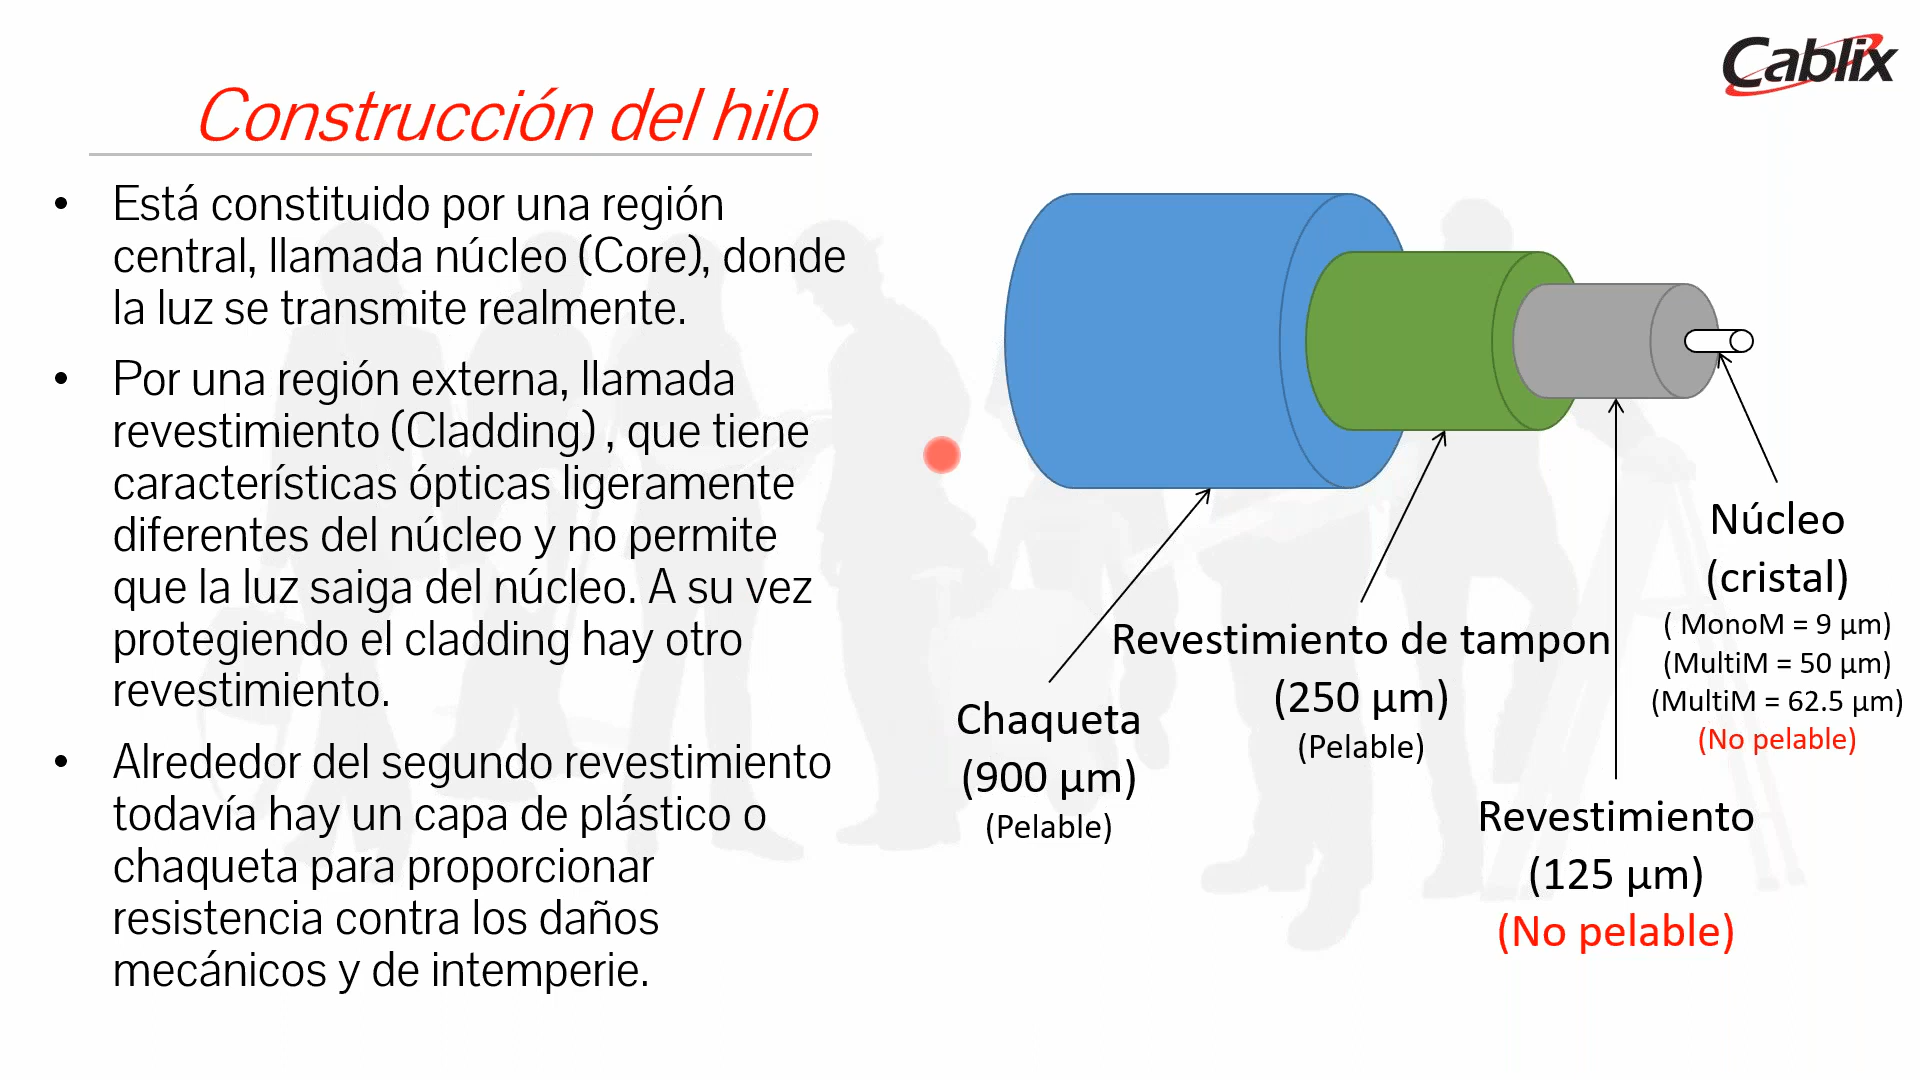 Cablix
Construcción del hilo
• Está constituido por una región
central, llamada núcleo (Core), donde
la luz se transmite realmente.
• Por una región externa, llamada
revestimiento (Cladding) , que tiene
características ópticas ligeramente
diferentes del núcleo y no permite
que la luz saiga del núcleo. A su vez
protegiendo el cladding hay otro
revestimiento.
• Alrededor del segundo revestimiento
todavía hay un capa de plástico o
chaqueta para proporcionar
resistencia contra los daños
mecánicos y de intemperie.
Chaqueta
(900 µm)
(Pelable)
Revestimiento de tampon
(250 µm)
(Pelable)
Revestimiento
(125 µm)
(No pelable)
Núcleo
(cristal)
( MonoM = 9 µm)
(MultiM = 50 µm)
(MultiM = 62.5 µm)
(No pelable)